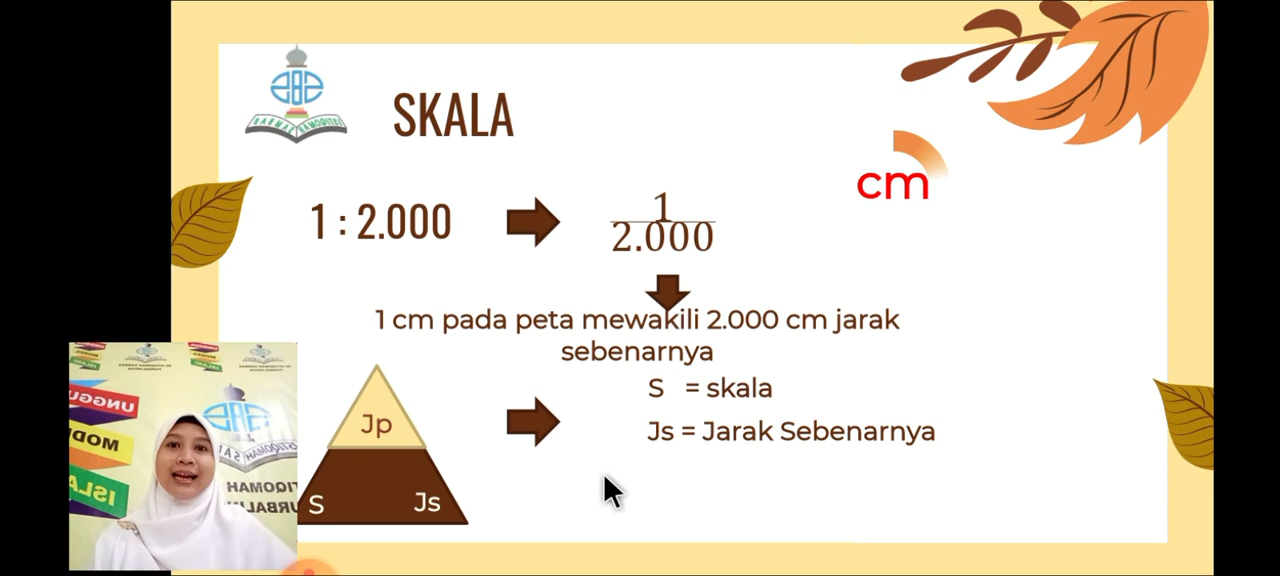 SKALA
cm
1 : 2.000
1
2.000
1 cm pada peta mewakili 2.000 cm jarak
sebenarnya
S = skala
Js = Jarak Sebenarnya
Jp
S
Js